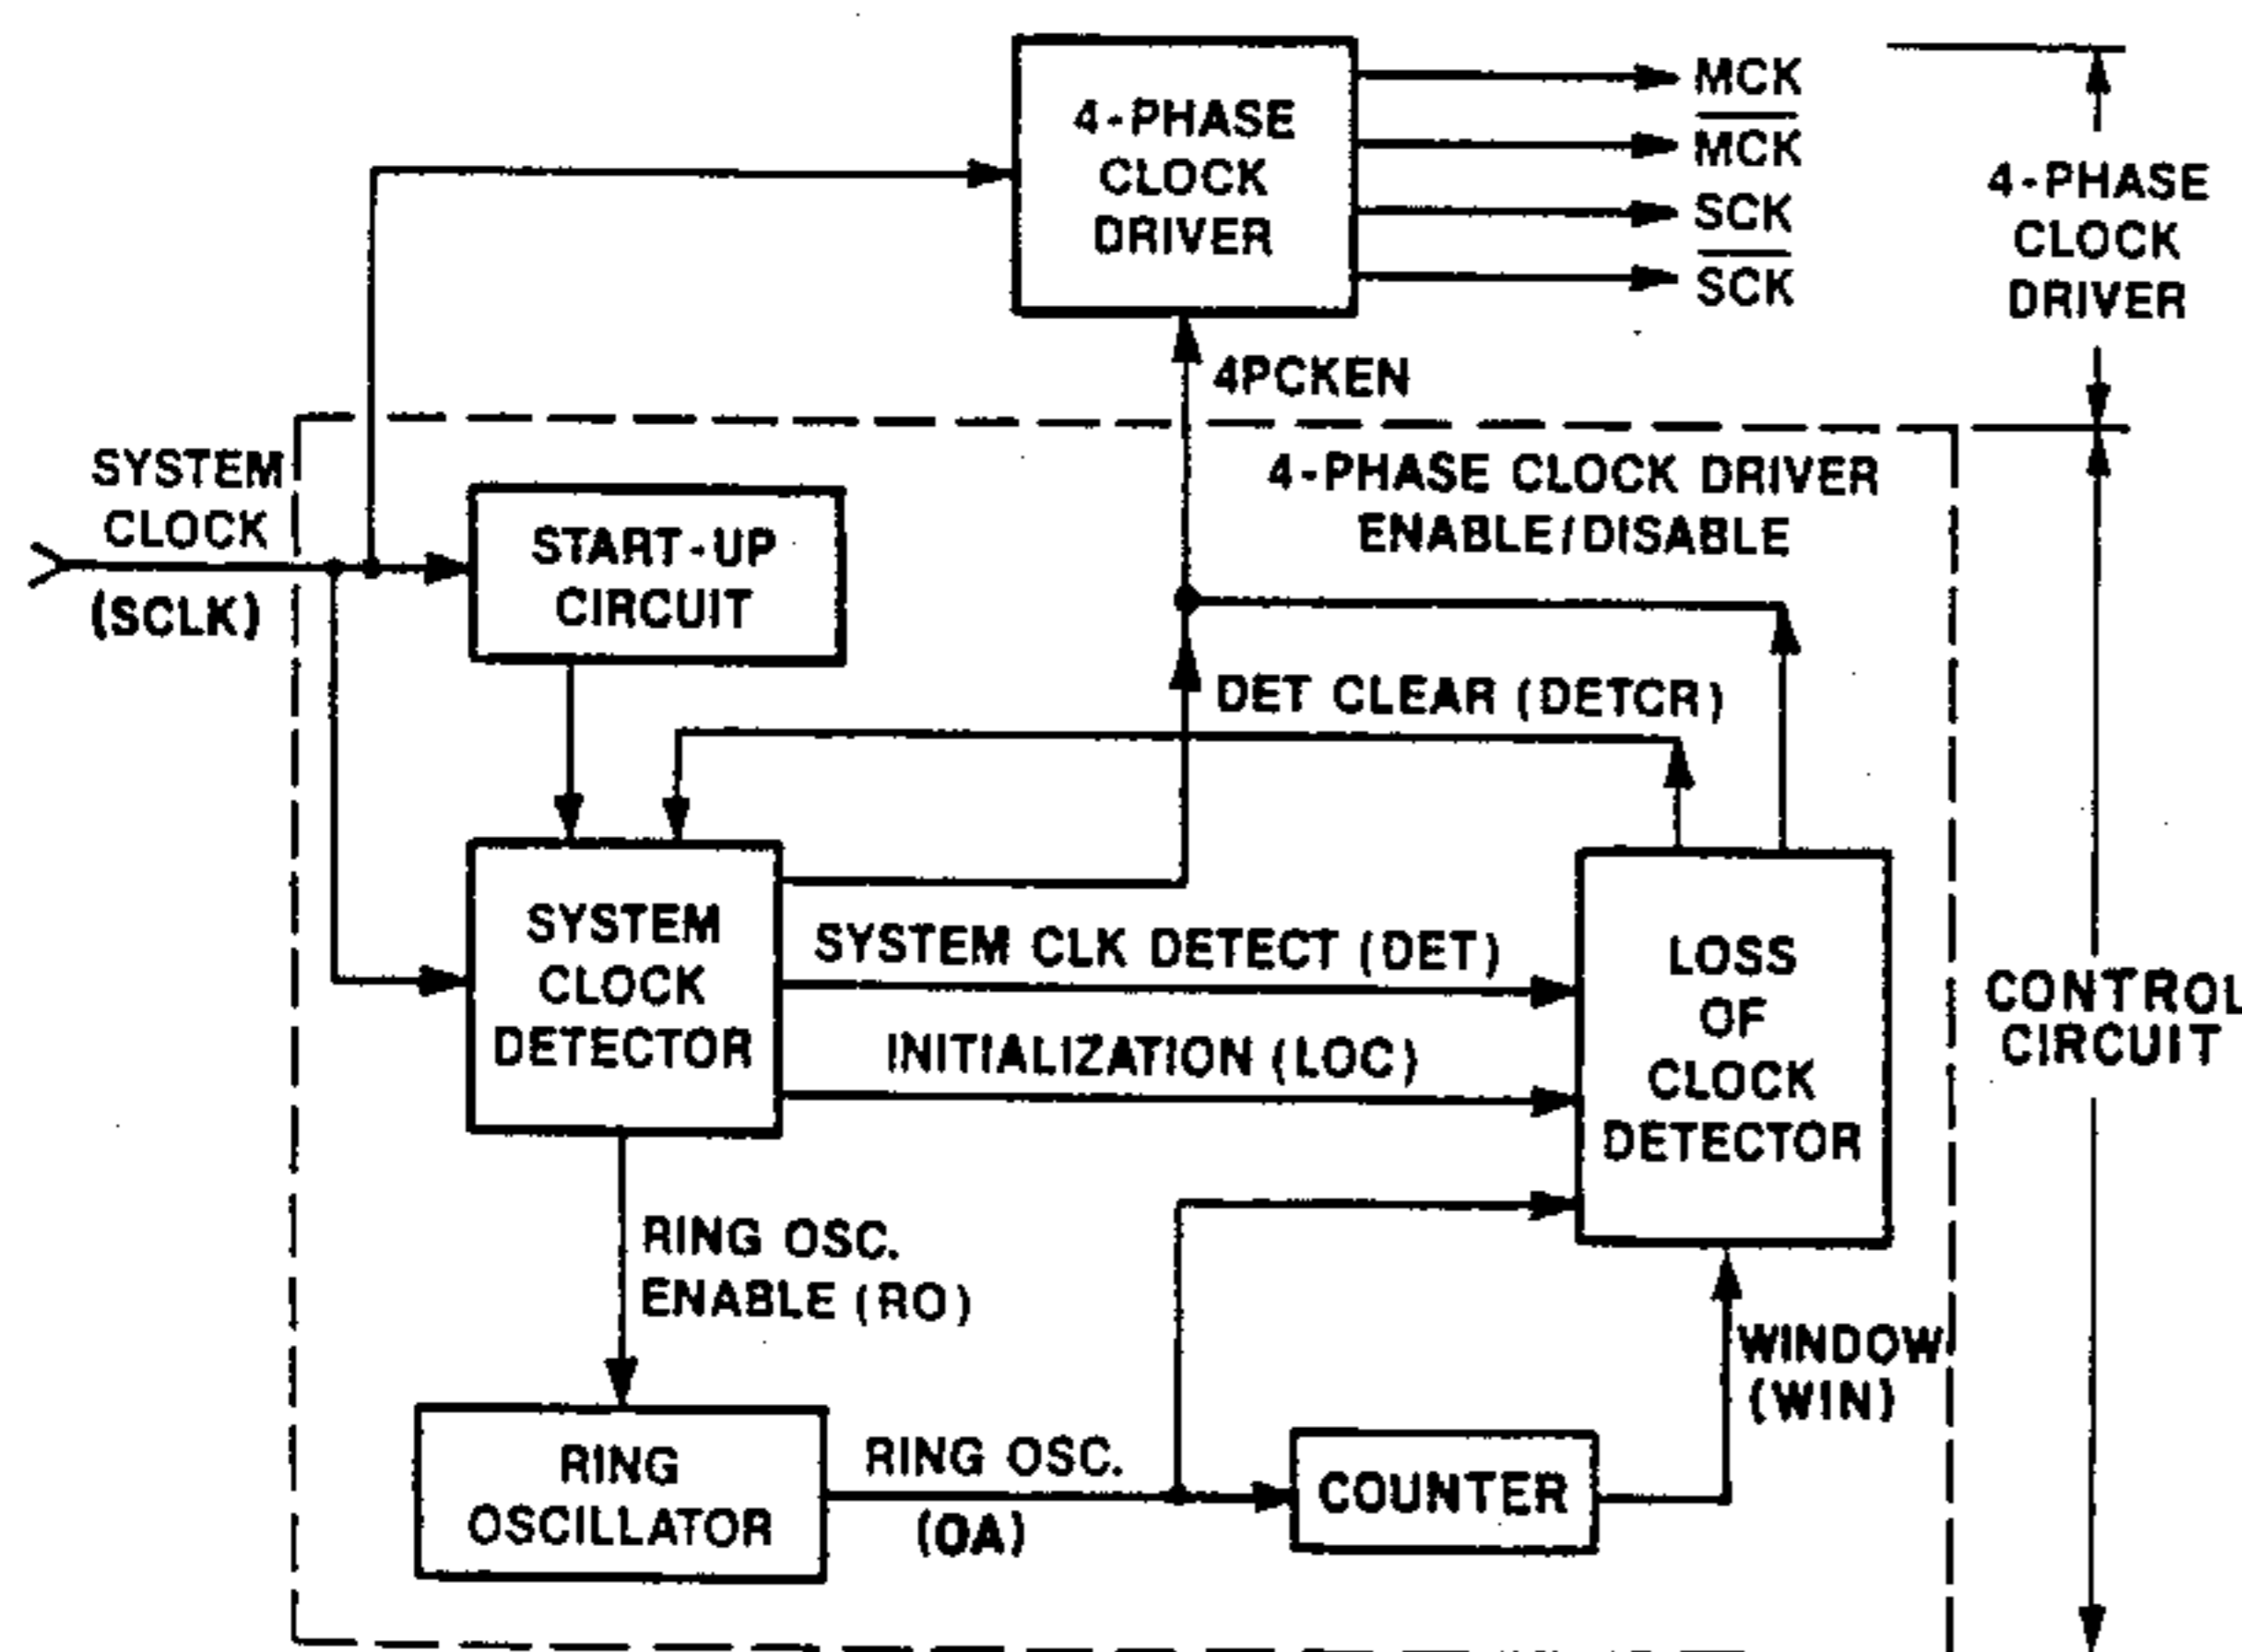 4-PHASE
CLOCK
DRIVER
MCK
M̅C̅K̅
SCK
S̅C̅K̅
4-PHASE
CLOCK
DRIVER
4PCKEN
SYSTEM
CLOCK
(SCLK)
START-UP
CIRCUIT
4-PHASE CLOCK DRIVER
ENABLE/DISABLE
DET CLEAR (DETCR)
SYSTEM
CLOCK
DETECTOR
SYSTEM CLK DETECT (DET)
INITIALIZATION (LOC)
LOSS
OF
CLOCK
DETECTOR
CONTROL
CIRCUIT
RING OSC.
ENABLE (RO)
WINDOW
(WIN)
RING
OSCILLATOR
RING OSC.
(OA)
COUNTER